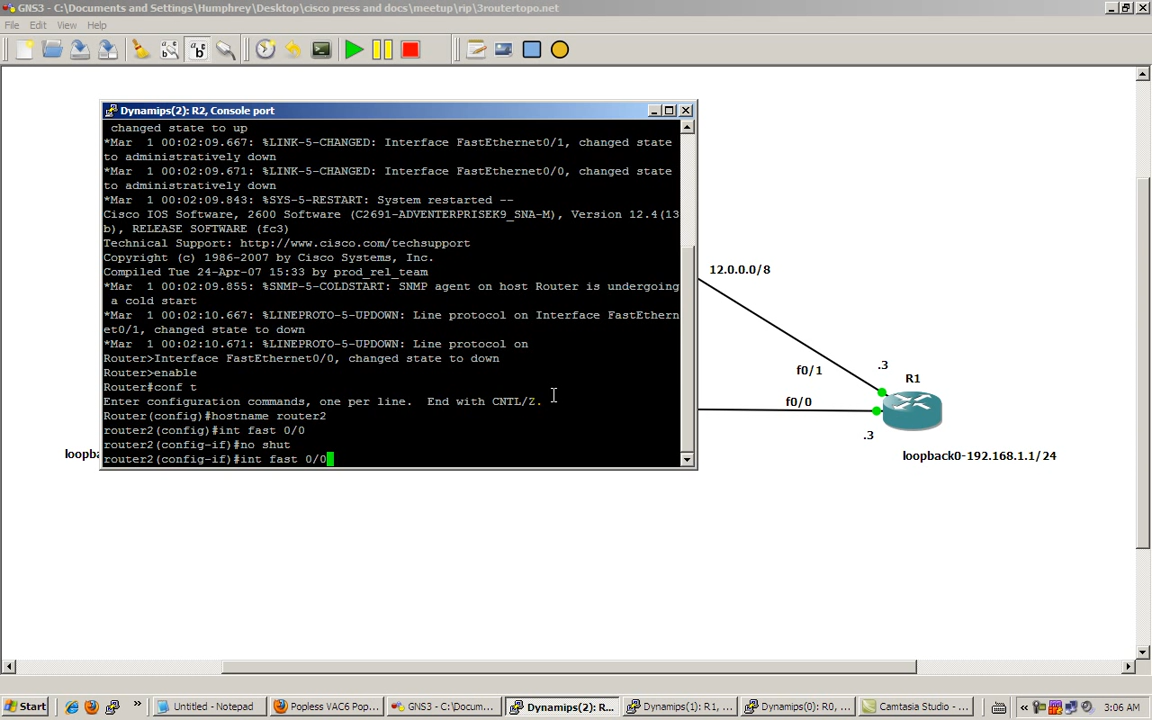 GNS3 - C:\Documents and Settings\Humphrey\Desktop\cisco press and docs\meetup\rip\3routertopo.net
File Edit View Help
Dynamips(2): R2, Console port
changed state to up
*Mar  1 00:02:09.667: %LINK-5-CHANGED: Interface FastEthernet0/1, changed state
to administratively down
*Mar  1 00:02:09.671: %LINK-5-CHANGED: Interface FastEthernet0/0, changed state
to administratively down
*Mar  1 00:02:09.843: %SYS-5-RESTART: System restarted --
Cisco IOS Software, 2600 Software (C2691-ADVENTERPRISEK9_SNA-M), Version 12.4(13
b), RELEASE SOFTWARE (fc3)
Technical Support: http://www.cisco.com/techsupport
Copyright (c) 1986-2007 by Cisco Systems, Inc.
Compiled Tue 24-Apr-07 15:33 by prod_rel_team
*Mar  1 00:02:09.855: %SNMP-5-COLDSTART: SNMP agent on host Router is undergoing
a cold start
*Mar  1 00:02:10.667: %LINEPROTO-5-UPDOWN: Line protocol on Interface FastEthern
et0/1, changed state to down
*Mar  1 00:02:10.671: %LINEPROTO-5-UPDOWN: Line protocol on
Router>Interface FastEthernet0/0, changed state to down
Router>enable
Router#conf t
Enter configuration commands, one per line.  End with CNTL/Z.
Router(config)#hostname router2
router2(config)#int fast 0/0
router2(config-if)#no shut
router2(config-if)#int fast 0/0
12.0.0.0/8
f0/1
.3
R1
f0/0
.3
loopb
loopback0-192.168.1.1/24
Start
Untitled - Notepad
Popless VAC6 Pop...
GNS3 - C:\Docum...
Dynamips(2): R...
Dynamips(1): R1, ...
Dynamips(0): R0, ...
Camtasia Studio - ...
3:06 AM